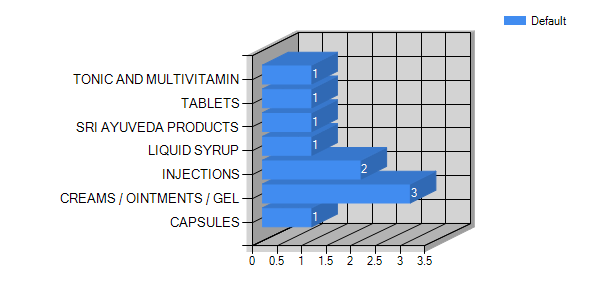 Default
TONIC AND MULTIVITAMIN 1
TABLETS 1
SRI AYUVEDA PRODUCTS 1
LIQUID SYRUP 1
INJECTIONS 2
CREAMS / OINTMENTS / GEL 3
CAPSULES 1
0 0.5 1 1.5 2 2.5 3 3.5